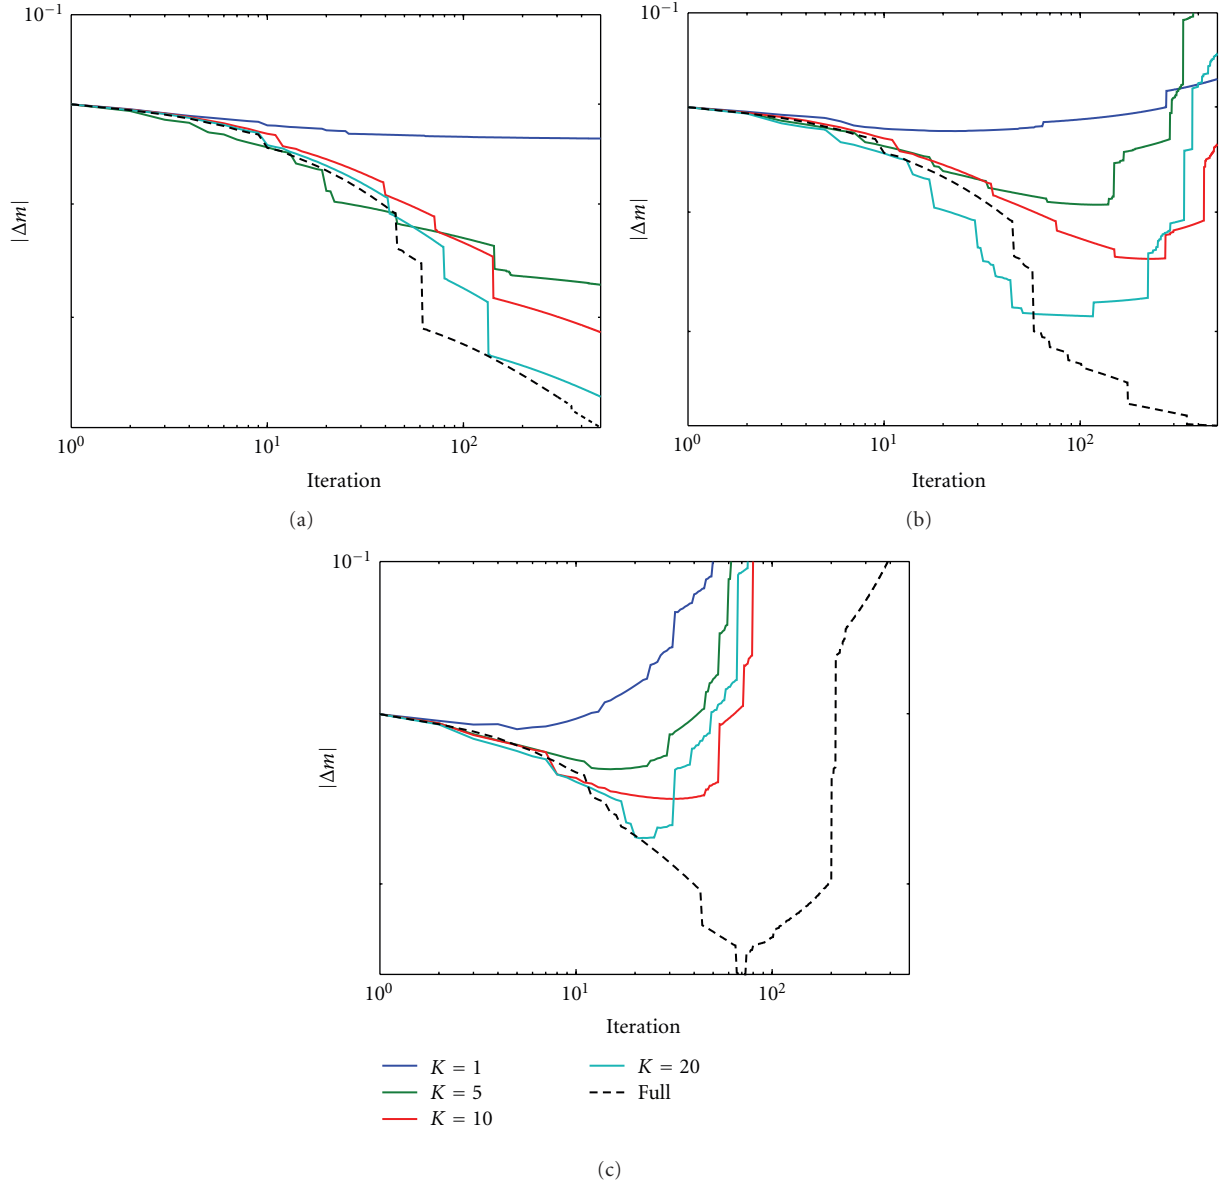 10⁻¹
|Δm|
10⁰ 10¹ 10²
Iteration
(a)
10⁻¹
|Δm|
10⁰ 10¹ 10²
Iteration
(b)
10⁻¹
|Δm|
10⁰ 10¹ 10²
Iteration
K = 1
K = 5
K = 10
K = 20
Full
(c)